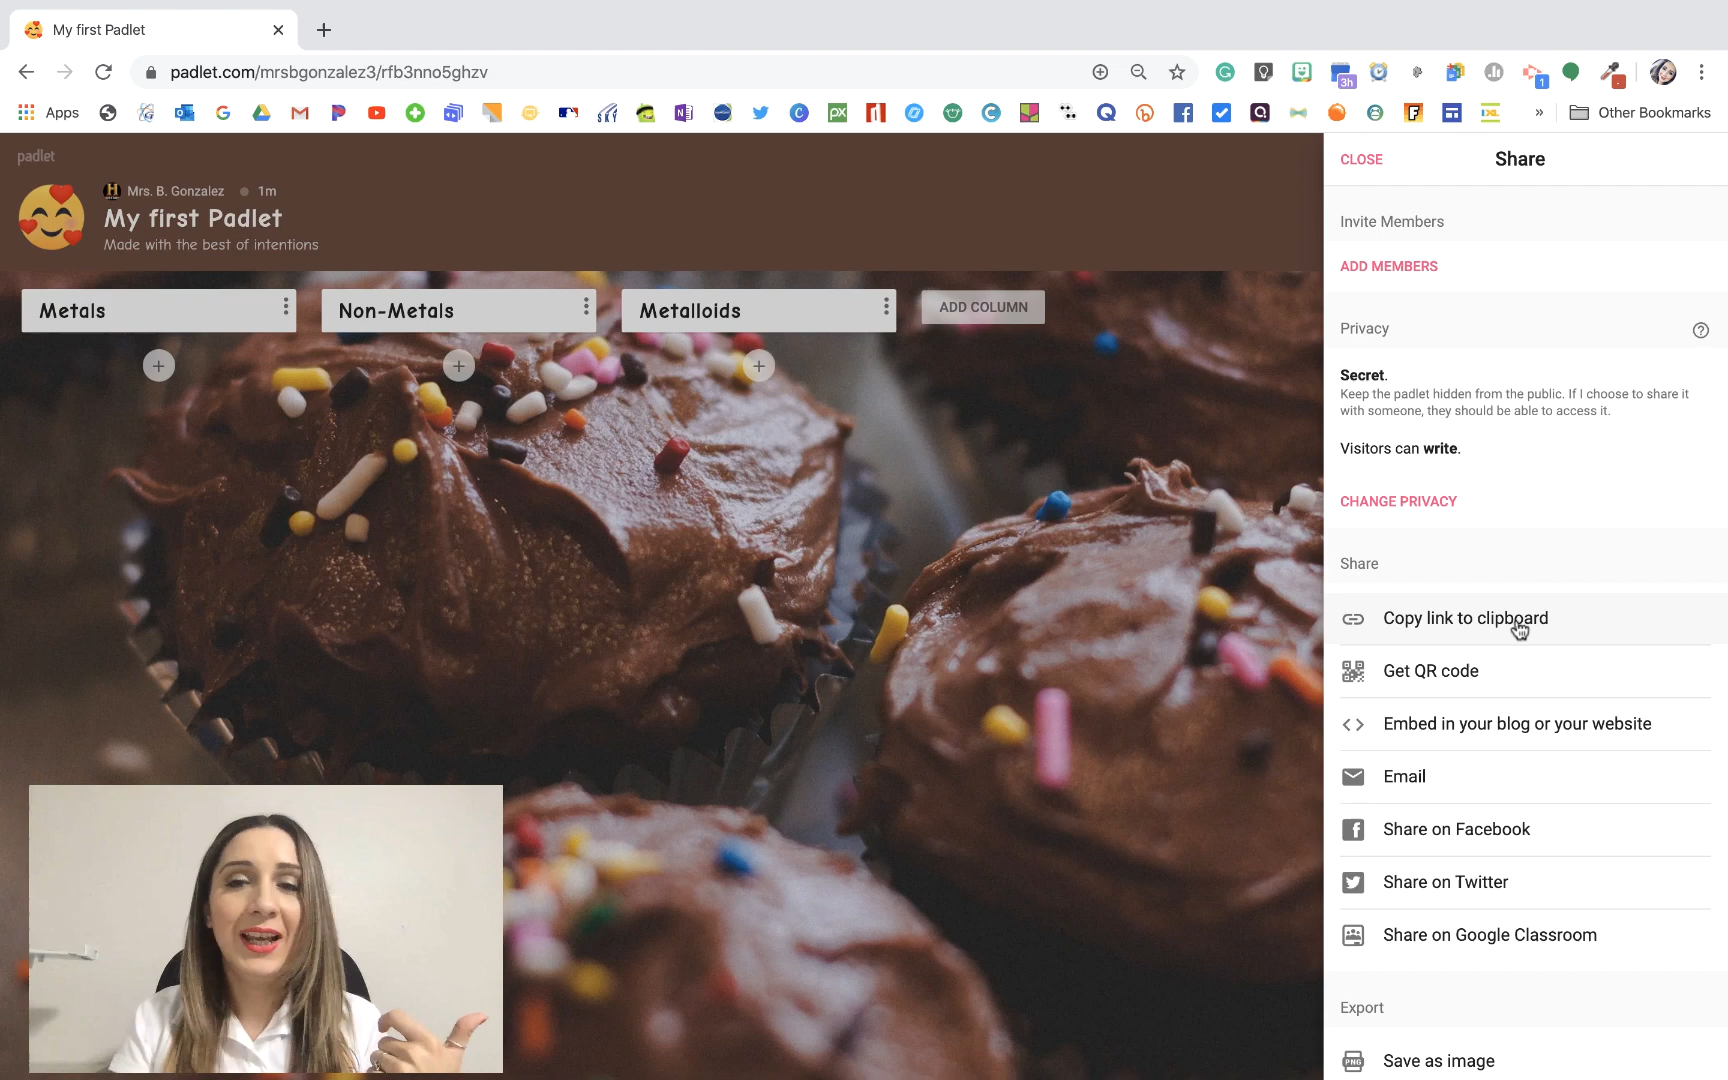 My first Padlet
padlet.com/mrsbgonzalez3/rfb3nno5ghzv
3h
1
Apps
Other Bookmarks
padlet
Mrs. B. Gonzalez 1m
My first Padlet
Made with the best of intentions
Metals
Non-Metals
Metalloids
ADD COLUMN
CLOSE
Share
Invite Members
ADD MEMBERS
Privacy
Secret.
Keep the padlet hidden from the public. If I choose to share it
with someone, they should be able to access it.
Visitors can write.
CHANGE PRIVACY
Share
Copy link to clipboard
Get QR code
Embed in your blog or your website
Email
Share on Facebook
Share on Twitter
Share on Google Classroom
Export
PNG
Save as image